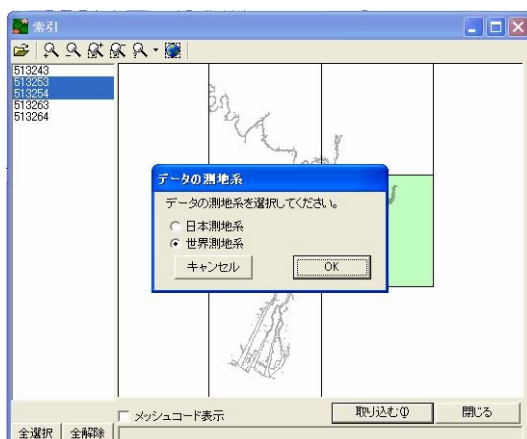 索引
513243
513253
513254
513263
513264
データの測地系
データの測地系を選択してください。
日本測地系
世界測地系
キャンセル OK
メッシュコード表示 取り込む(I) 閉じる
全選択 全解除